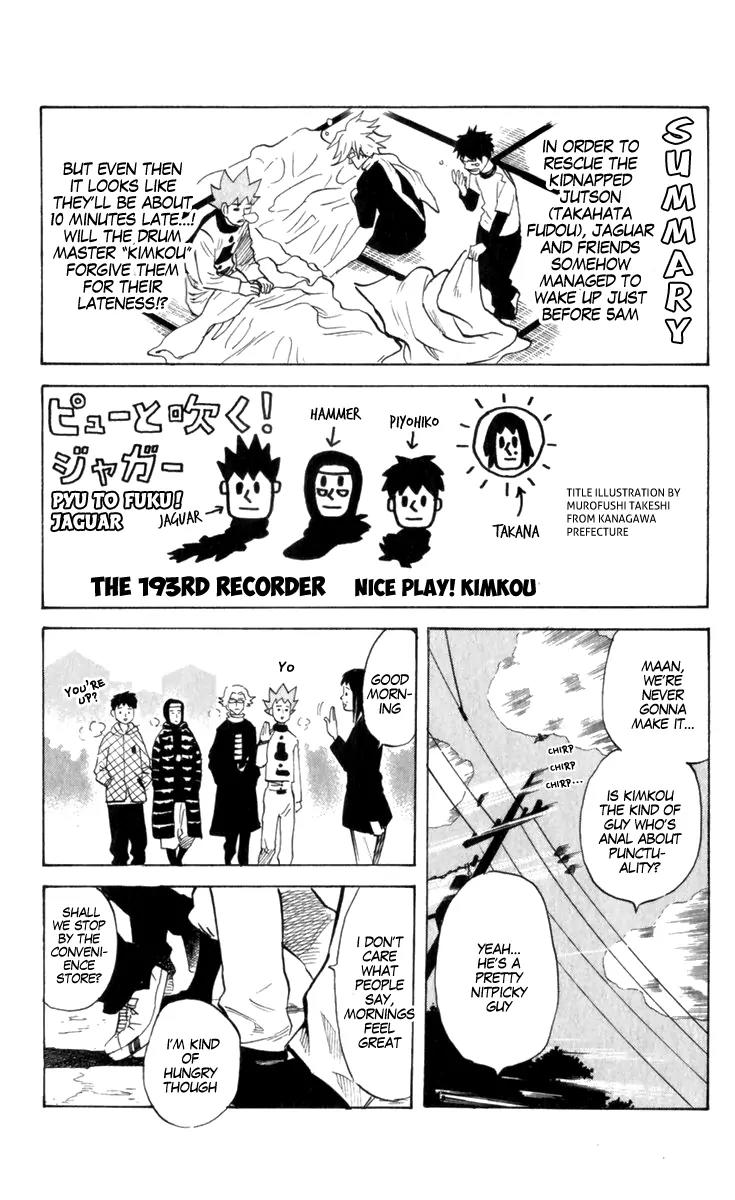 SUMMARY
IN ORDER TO
RESCUE THE
KIDNAPPED
JUTSON
(TAKAHATA
FUDOU), JAGUAR
AND FRIENDS
SOMEHOW
MANAGED TO
WAKE UP JUST
BEFORE 5AM
BUT EVEN THEN
IT LOOKS LIKE
THEY'LL BE ABOUT
10 MINUTES LATE...!
WILL THE DRUM
MASTER "KIMKOU"
FORGIVE THEM
FOR THEIR
LATENESS!?
ピューと吹く!
ジャガー
PYU TO FUKU!
JAGUAR
JAGUAR
HAMMER
PIYOHIKO
TAKANA
TITLE ILLUSTRATION BY
MUROFUSHI TAKESHI
FROM KANAGAWA
PREFECTURE
THE 193RD RECORDER NICE PLAY! KIMKOU
MAAN,
WE'RE
NEVER
GONNA
MAKE IT...
CHIRP
CHIRP
CHIRP...
IS KIMKOU
THE KIND OF
GUY WHO'S
ANAL ABOUT
PUNCTU-
ALITY?
YEAH...
HE'S A
PRETTY
NITPICKY
GUY
GOOD
MORN-
ING
YO
YOU'RE
UP?
I DON'T
CARE
WHAT
PEOPLE
SAY,
MORNINGS
FEEL
GREAT
SHALL
WE STOP
BY THE
CONVENI-
ENCE
STORE?
I'M KIND
OF
HUNGRY
THOUGH